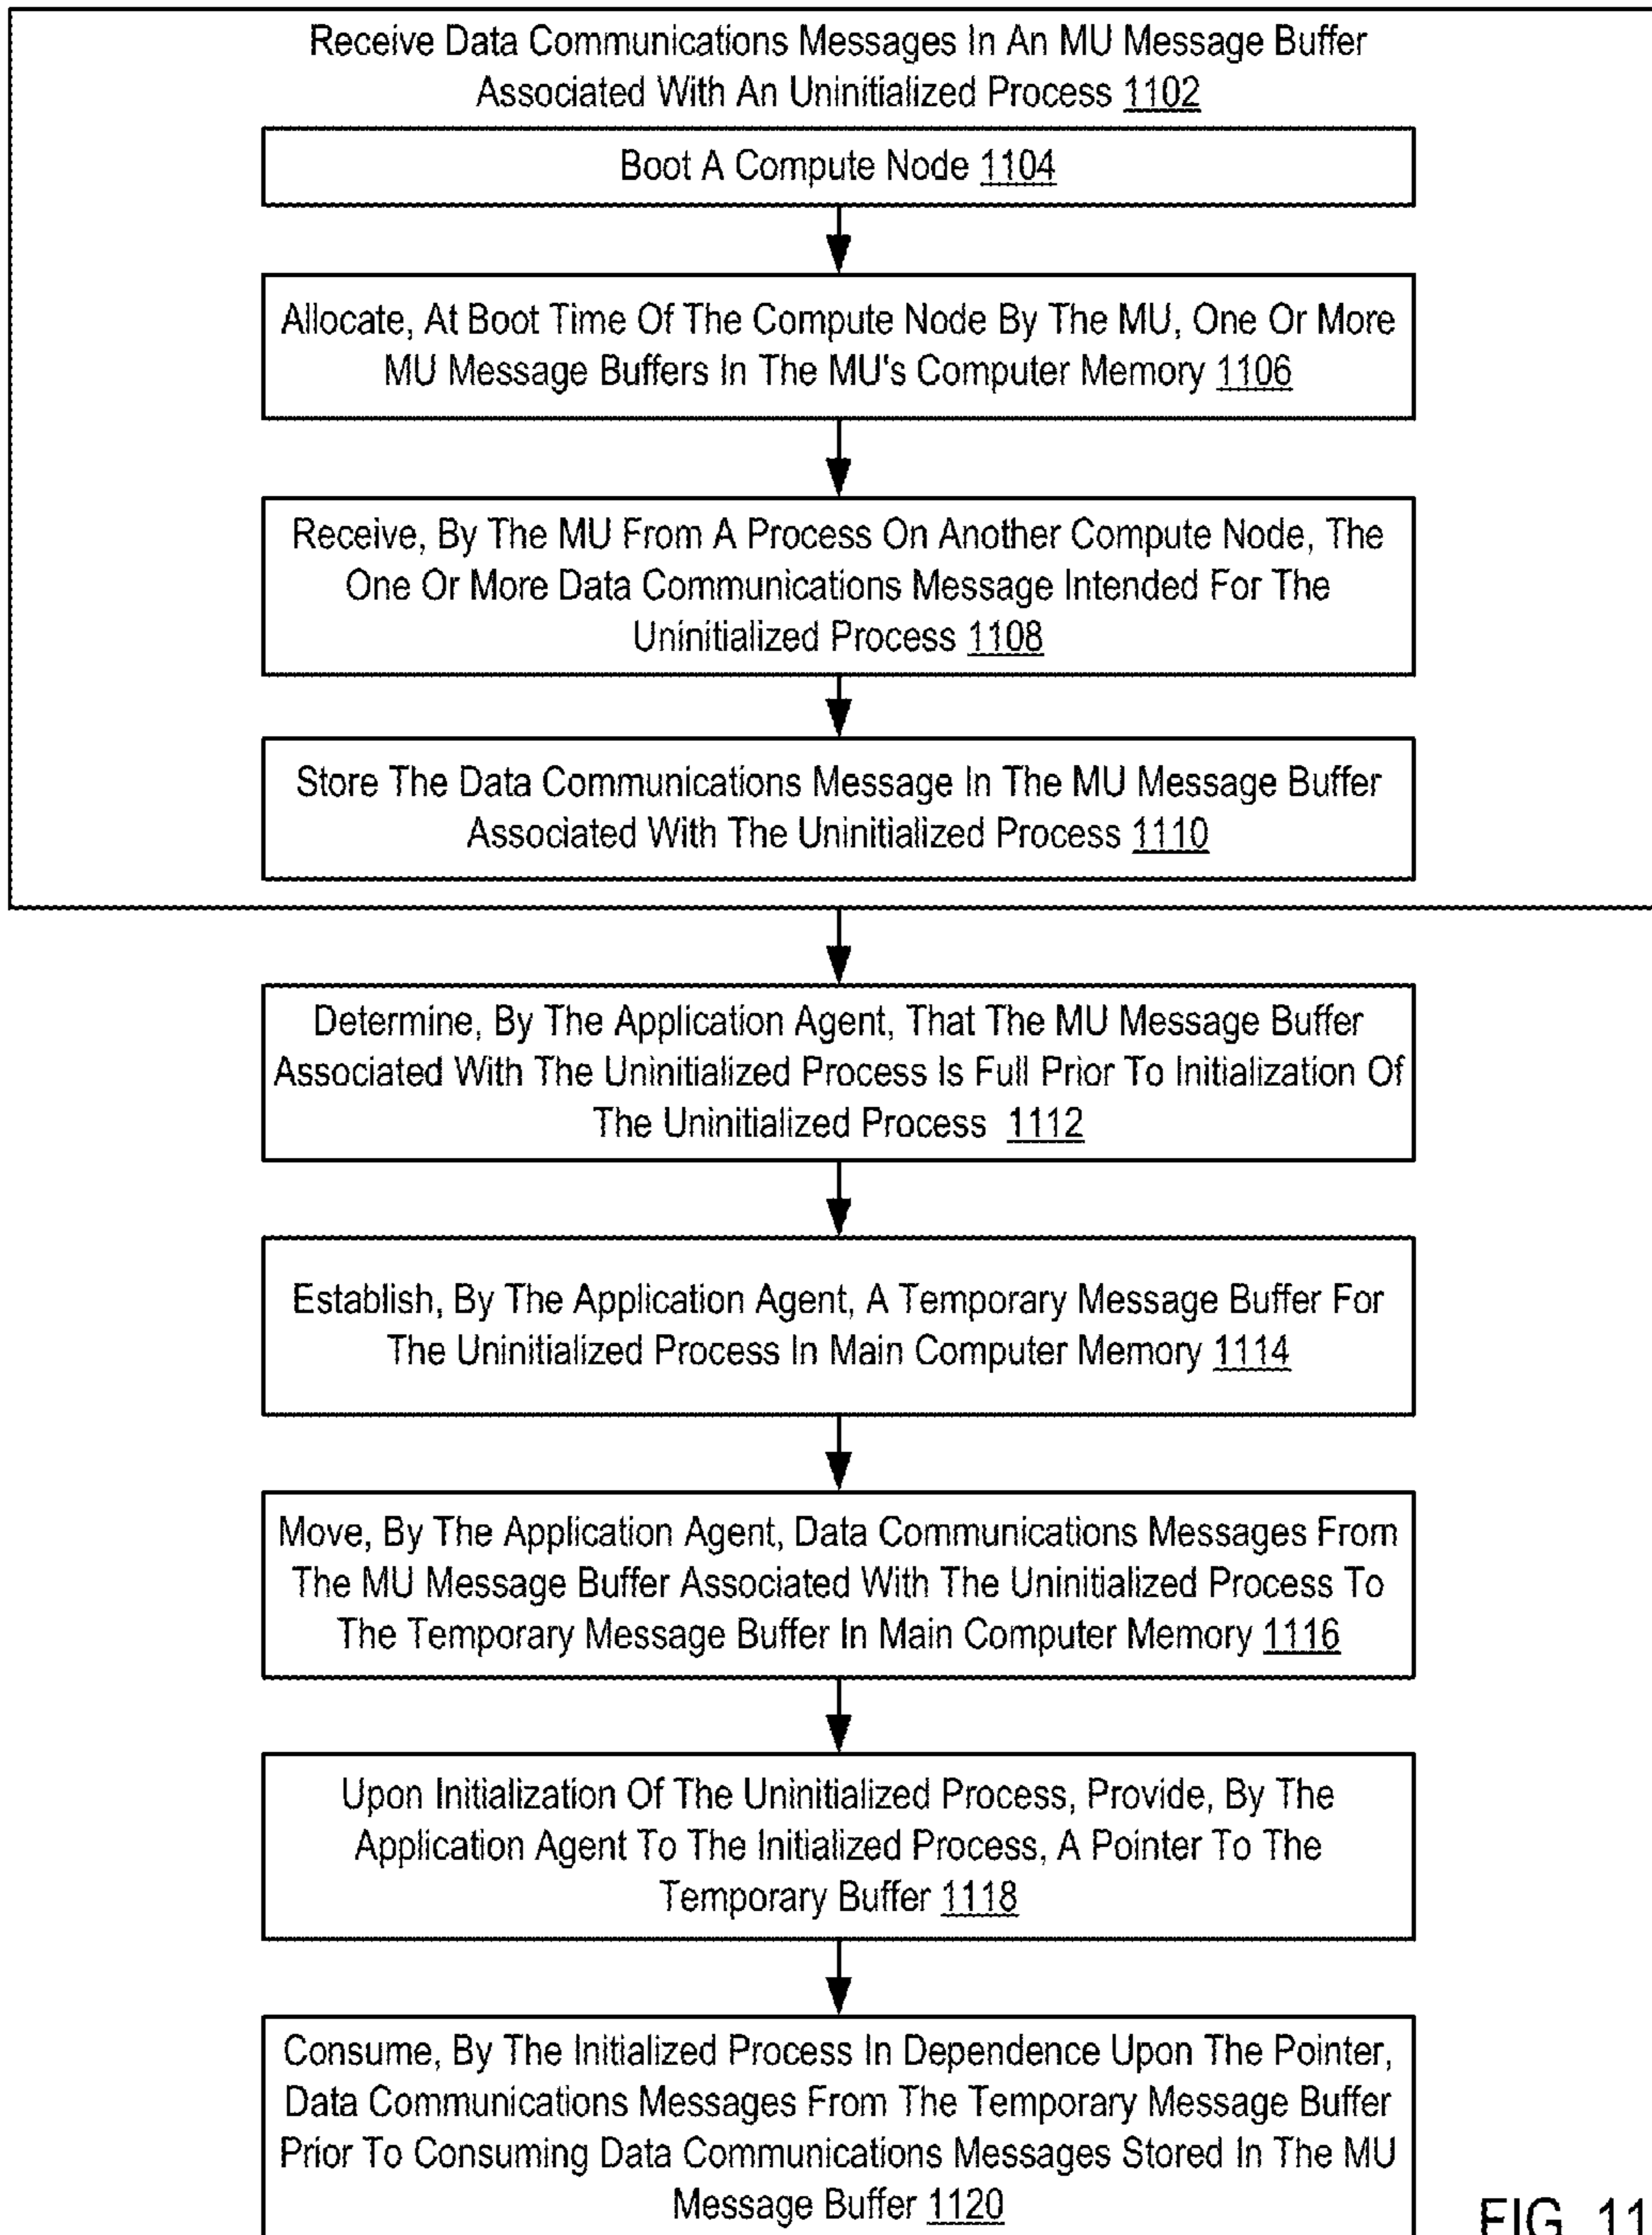 Receive Data Communications Messages In An MU Message Buffer
Associated With An Uninitialized Process 1102
Boot A Compute Node 1104
Allocate, At Boot Time Of The Compute Node By The MU, One Or More
MU Message Buffers In The MU's Computer Memory 1106
Receive, By The MU From A Process On Another Compute Node, The
One Or More Data Communications Message Intended For The
Uninitialized Process 1108
Store The Data Communications Message In The MU Message Buffer
Associated With The Uninitialized Process 1110
Determine, By The Application Agent, That The MU Message Buffer
Associated With The Uninitialized Process Is Full Prior To Initialization Of
The Uninitialized Process 1112
Establish, By The Application Agent, A Temporary Message Buffer For
The Uninitialized Process In Main Computer Memory 1114
Move, By The Application Agent, Data Communications Messages From
The MU Message Buffer Associated With The Uninitialized Process To
The Temporary Message Buffer In Main Computer Memory 1116
Upon Initialization Of The Uninitialized Process, Provide, By The
Application Agent To The Initialized Process, A Pointer To The
Temporary Buffer 1118
Consume, By The Initialized Process In Dependence Upon The Pointer,
Data Communications Messages From The Temporary Message Buffer
Prior To Consuming Data Communications Messages Stored In The MU
Message Buffer 1120
FIG. 11